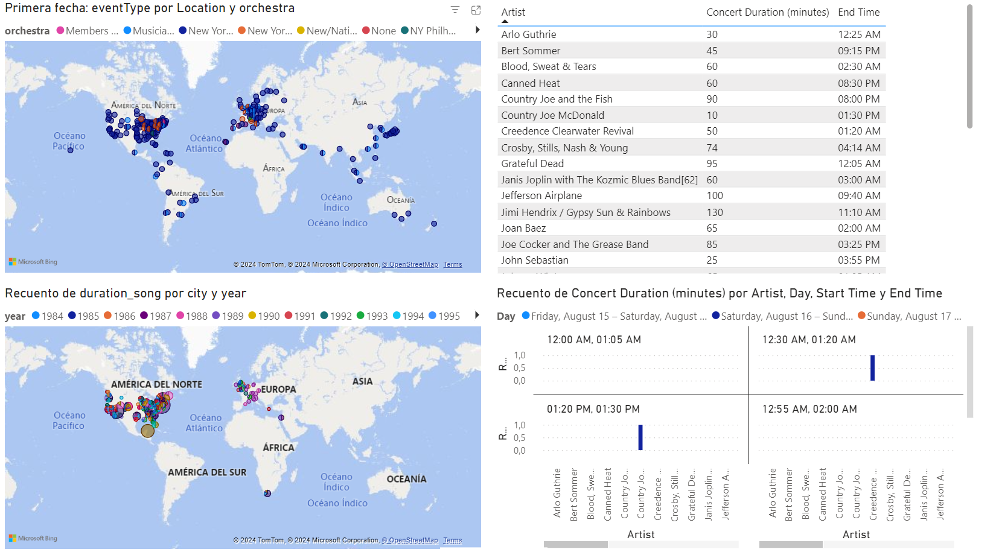 Primera fecha: eventType por Location y orchestra
orchestra Members ... Musicia... New Yor... New Yor... New/Nati... None NY Philh...
AMÉRICA DEL NORTE
ASIA
Océano
Pacífico
Océano
Atlántico
ÁFRICA
AMÉRICA DEL SUR
Océano
Índico
OCEANÍA
Océano Índico
Microsoft Bing
© 2024 TomTom, © 2024 Microsoft Corporation, © OpenStreetMap Terms
Artist Concert Duration (minutes) End Time
Arlo Guthrie 30 12:25 AM
Bert Sommer 45 09:15 PM
Blood, Sweat & Tears 60 02:30 AM
Canned Heat 60 08:30 PM
Country Joe and the Fish 90 08:00 PM
Country Joe McDonald 10 01:30 PM
Creedence Clearwater Revival 50 01:20 AM
Crosby, Stills, Nash & Young 74 04:14 AM
Grateful Dead 95 12:05 AM
Janis Joplin with The Kozmic Blues Band[62] 60 03:00 AM
Jefferson Airplane 100 09:40 AM
Jimi Hendrix / Gypsy Sun & Rainbows 130 11:10 AM
Joan Baez 65 02:00 AM
Joe Cocker and The Grease Band 85 03:25 PM
John Sebastian 25 03:55 PM
Recuento de duration_song por city y year
year 1984 1985 1986 1987 1988 1989 1990 1991 1992 1993 1994 1995
AMÉRICA DEL NORTE
EUROPA
ASIA
Océano
Pacífico
Océano
Atlántico
ÁFRICA
AMÉRICA DEL SUR
Océano
Índico
OCEANÍA
Océano Índico
Microsoft Bing
© 2024 TomTom, © 2024 Microsoft Corporation, © OpenStreetMap Terms
Recuento de Concert Duration (minutes) por Artist, Day, Start Time y End Time
Day Friday, August 15 – Saturday, August ... Saturday, August 16 – Sund... Sunday, August 17 ...
12:00 AM, 01:05 AM
12:30 AM, 01:20 AM
R...
1,0
0,5
0,0
01:20 PM, 01:30 PM
12:55 AM, 02:00 AM
R...
1,0
0,5
0,0
Arlo Guthrie
Bert Sommer
Blood, Swe...
Canned Heat
Country Jo...
Country Jo...
Creedence ...
Crosby, Still...
Grateful De...
Janis Joplin...
Jefferson A...
Artist
Arlo Guthrie
Bert Sommer
Blood, Swe...
Canned Heat
Country Jo...
Country Jo...
Creedence ...
Crosby, Still...
Grateful De...
Janis Joplin...
Jefferson A...
Artist